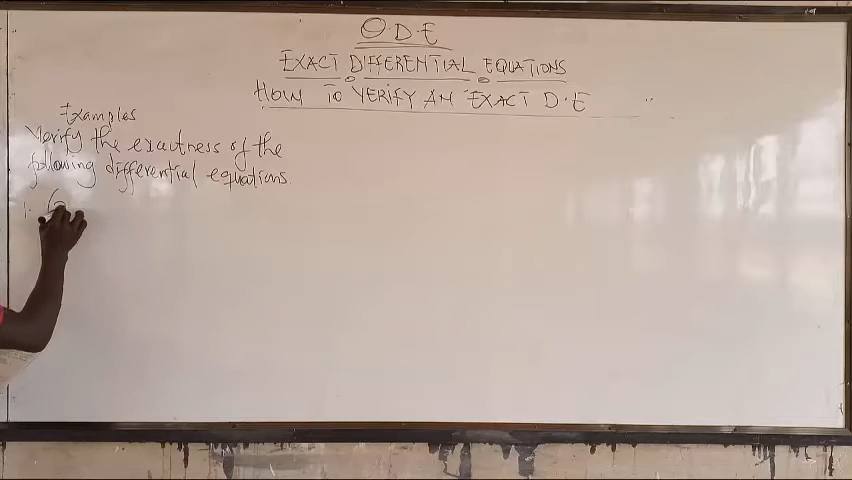 O.D.E
EXACT DIFFERENTIAL EQUATIONS
HOW TO VERIFY AN EXACT D.E
Examples
Verify the exactness of the
following differential equations
1. (